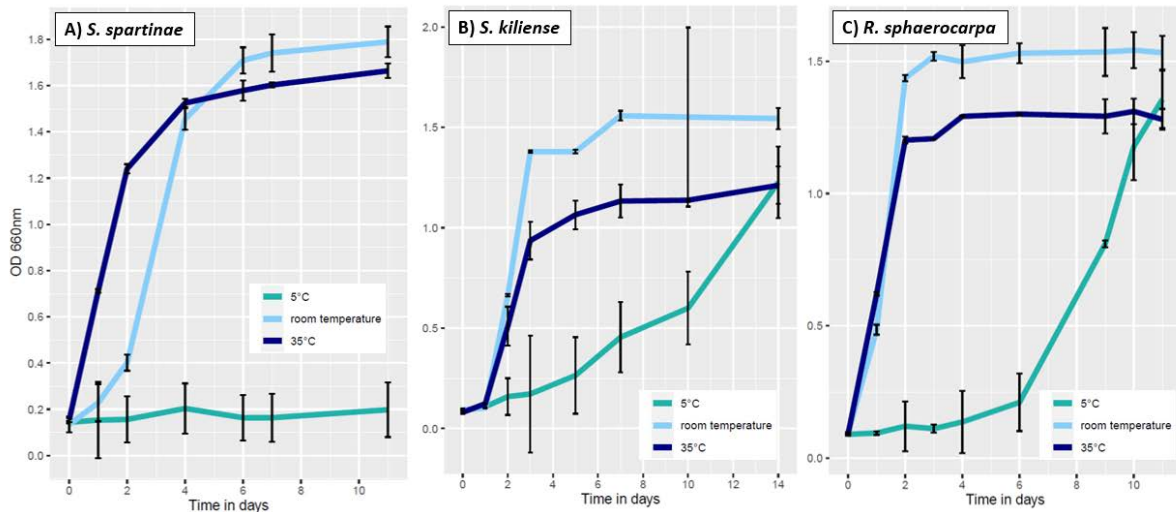 A) S. spartinae
B) S. kiliense
C) R. sphaerocarpa
OD 660nm
1.8
1.6
1.4
1.2
1.0
0.8
0.6
0.4
0.2
0.0
5°C
room temperature
35°C
0 2 4 6 8 10
Time in days
2.0
1.5
1.0
0.5
0.0
5°C
room temperature
35°C
0 2 4 6 8 10 12 14
Time in days
1.5
1.0
0.5
0.0
5°C
room temperature
35°C
0 2 4 6 8 10
Time in days